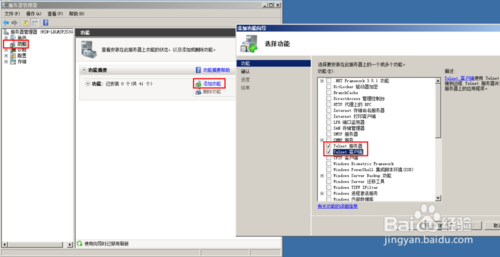 服务器管理器
文件(F) 操作(A) 查看(V) 帮助(H)
服务器管理器
角色
功能
诊断
配置
存储
功能
查看安装在此服务器上功能的状态，以及添加或删除功能。
功能摘要
功能摘要帮助
功能: 已安装 0 个(共 41 个)
添加功能
删除功能
添加功能向导
选择功能
功能
确认
进度
结果
选择要安装在此服务器上的一个或多个功能。
功能(F):
.NET Framework 3.5.1 功能
BitLocker 驱动器加密
BranchCache
DirectAccess 管理控制台
HTTP 代理上的 RPC
Internet 存储命名服务器
Internet 打印客户端
LPR 端口监视器
SAN 存储管理器
SMTP 服务器
Telnet 服务器
Telnet 客户端
TFTP 客户端
Windows Biometric Framework
Windows PowerShell 集成脚本环境(ISE)
Windows Server Backup 功能
Windows Server 迁移工具
Windows TIFF IFilter
Windows 进程激活服务
Windows 内部数据库
有关功能的详细信息
描述:
Telnet 客户端
Baidu 经验
jingyan.baidu.com